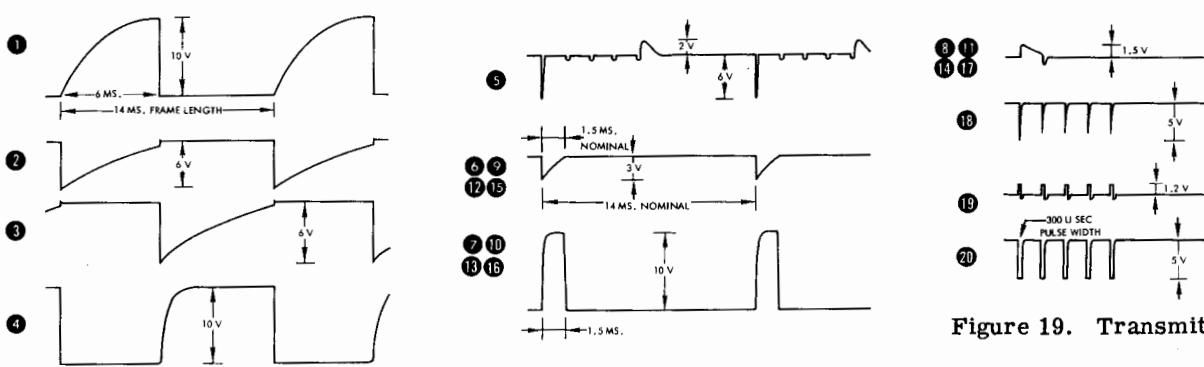 1
10 V
6 MS.
14 MS. FRAME LENGTH
2
6 V
3
6 V
4
10 V
2 V
5
6 V
1.5 MS.
NOMINAL
6 9
12 15
3 V
14 MS. NOMINAL
7 10
13 16
10 V
1.5 MS.
8 11
14 17
1.5 V
18
5 V
19
1.2 V
300 U SEC
PULSE WIDTH
20
5 V
Figure 19. Transmit